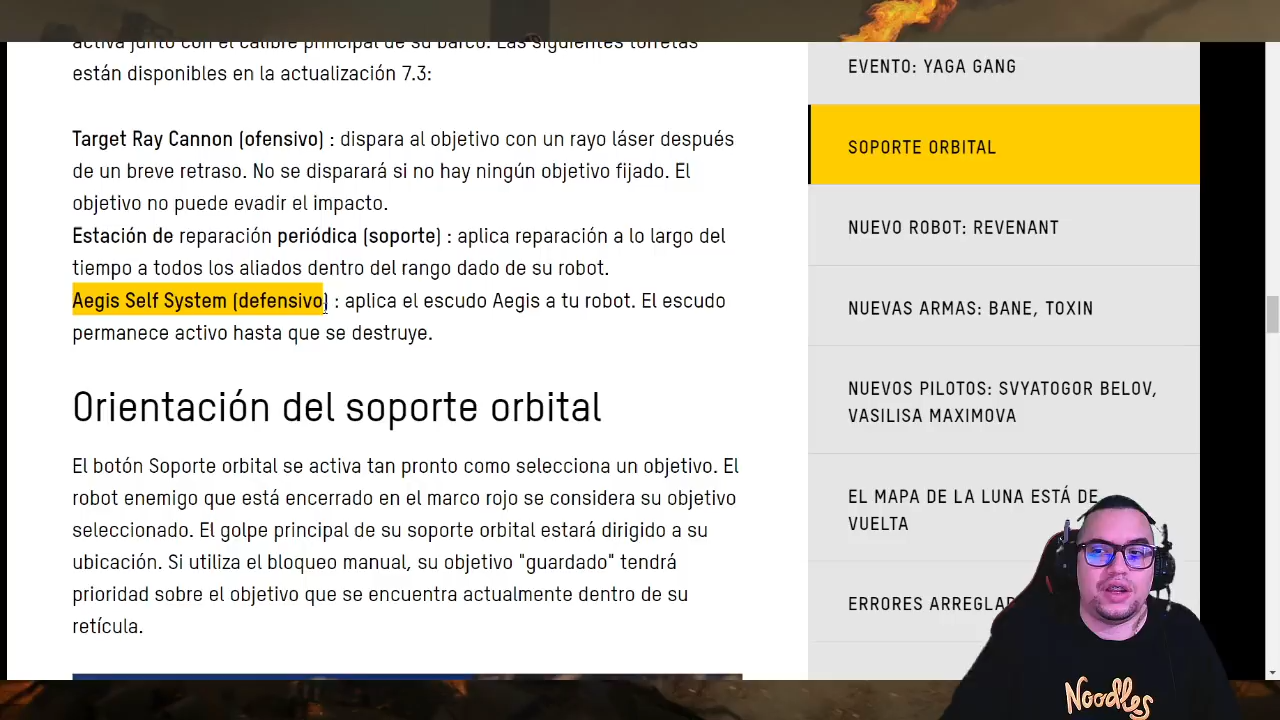 activa junto con el calibre principal de su barco. Las siguientes torretas
están disponibles en la actualización 7.3:
Target Ray Cannon (ofensivo) : dispara al objetivo con un rayo láser después
de un breve retraso. No se disparará si no hay ningún objetivo fijado. El
objetivo no puede evadir el impacto.
Estación de reparación periódica (soporte) : aplica reparación a lo largo del
tiempo a todos los aliados dentro del rango dado de su robot.
Aegis Self System (defensivo) : aplica el escudo Aegis a tu robot. El escudo
permanece activo hasta que se destruye.
Orientación del soporte orbital
El botón Soporte orbital se activa tan pronto como selecciona un objetivo. El
robot enemigo que está encerrado en el marco rojo se considera su objetivo
seleccionado. El golpe principal de su soporte orbital estará dirigido a su
ubicación. Si utiliza el bloqueo manual, su objetivo "guardado" tendrá
prioridad sobre el objetivo que se encuentra actualmente dentro de su
retícula.
EVENTO: YAGA GANG
SOPORTE ORBITAL
NUEVO ROBOT: REVENANT
NUEVAS ARMAS: BANE, TOXIN
NUEVOS PILOTOS: SVYATOGOR BELOV,
VASILISA MAXIMOVA
EL MAPA DE LA LUNA ESTÁ DE
VUELTA
ERRORES ARREGLAD
Noodles